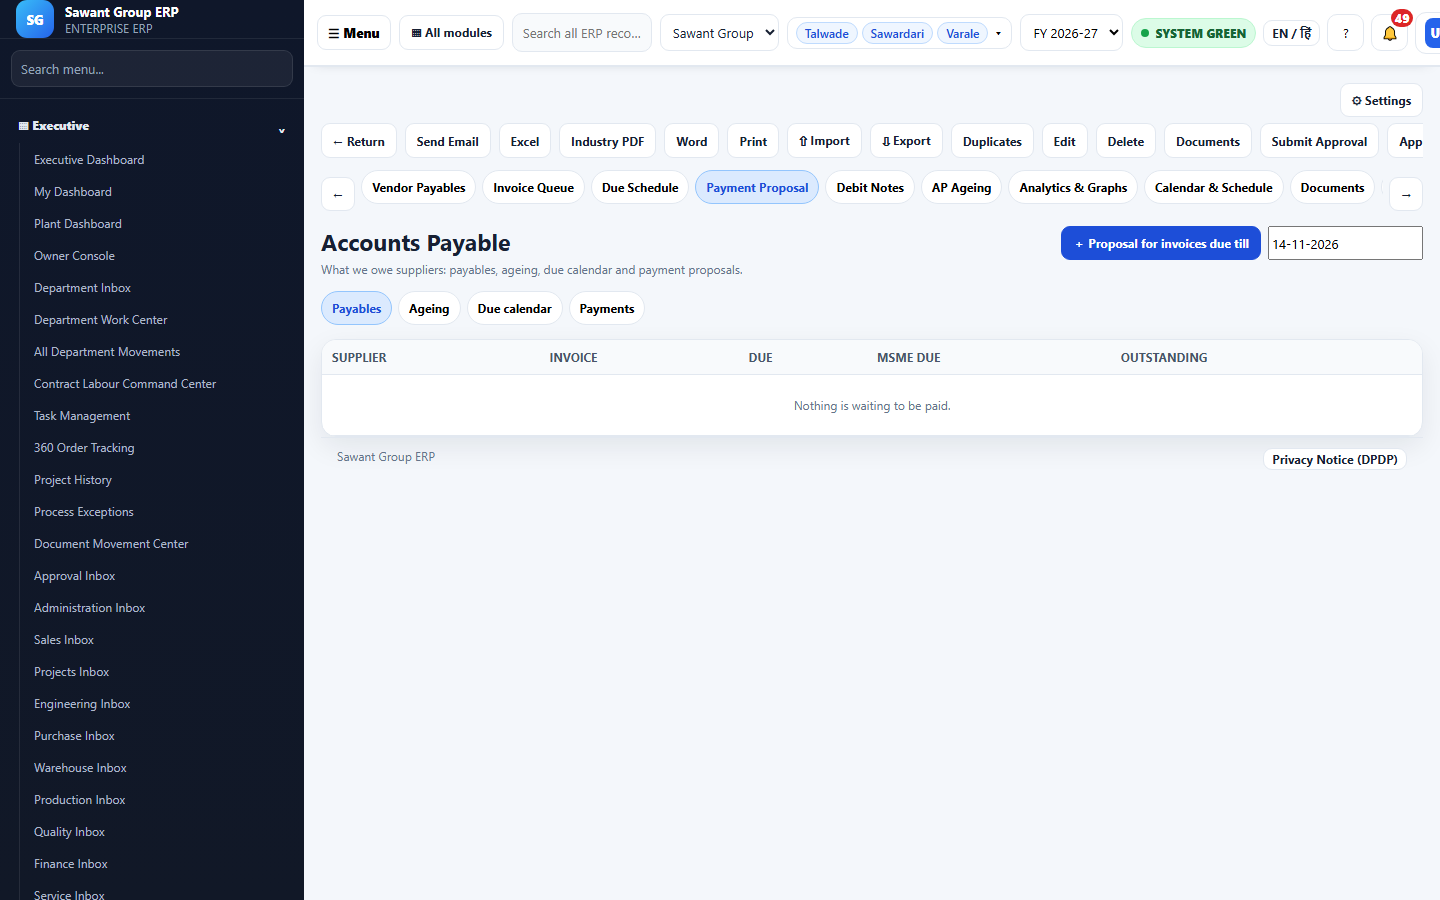 SG
Sawant Group ERP
ENTERPRISE ERP
Search menu...
Executive
Executive Dashboard
My Dashboard
Plant Dashboard
Owner Console
Department Inbox
Department Work Center
All Department Movements
Contract Labour Command Center
Task Management
360 Order Tracking
Project History
Process Exceptions
Document Movement Center
Approval Inbox
Administration Inbox
Sales Inbox
Projects Inbox
Engineering Inbox
Purchase Inbox
Warehouse Inbox
Production Inbox
Quality Inbox
Finance Inbox
Service Inbox
☰ Menu
All modules
Search all ERP reco...
Sawant Group
Talwade
Sawardari
Varale
FY 2026-27
SYSTEM GREEN
EN / हिं
?
49
U
⚙ Settings
← Return
Send Email
Excel
Industry PDF
Word
Print
⇧ Import
⇩ Export
Duplicates
Edit
Delete
Documents
Submit Approval
App
←
Vendor Payables
Invoice Queue
Due Schedule
Payment Proposal
Debit Notes
AP Ageing
Analytics & Graphs
Calendar & Schedule
Documents
→
Accounts Payable
What we owe suppliers: payables, ageing, due calendar and payment proposals.
+ Proposal for invoices due till
14-11-2026
Payables
Ageing
Due calendar
Payments
SUPPLIER
INVOICE
DUE
MSME DUE
OUTSTANDING
Nothing is waiting to be paid.
Sawant Group ERP
Privacy Notice (DPDP)